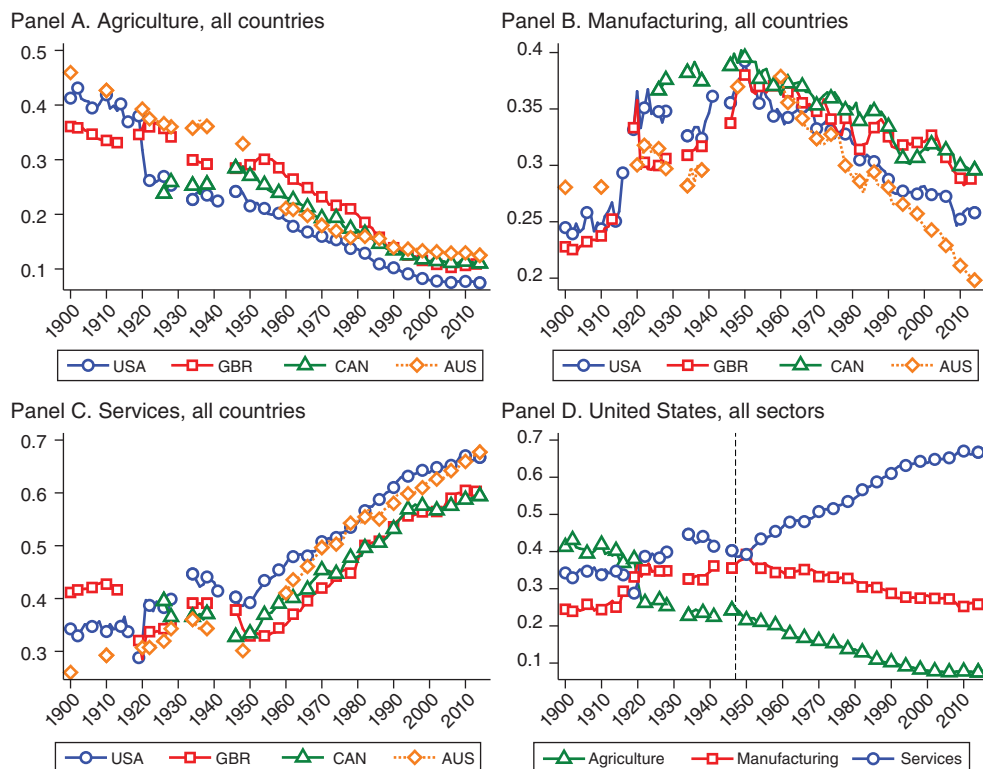 Panel A. Agriculture, all countries
0.5
0.4
0.3
0.2
0.1
1900 1910 1920 1930 1940 1950 1960 1970 1980 1990 2000 2010
USA GBR CAN AUS
Panel B. Manufacturing, all countries
0.4
0.35
0.3
0.25
0.2
1900 1910 1920 1930 1940 1950 1960 1970 1980 1990 2000 2010
USA GBR CAN AUS
Panel C. Services, all countries
0.7
0.6
0.5
0.4
0.3
1900 1910 1920 1930 1940 1950 1960 1970 1980 1990 2000 2010
USA GBR CAN AUS
Panel D. United States, all sectors
0.7
0.6
0.5
0.4
0.3
0.2
0.1
1900 1910 1920 1930 1940 1950 1960 1970 1980 1990 2000 2010
Agriculture Manufacturing Services